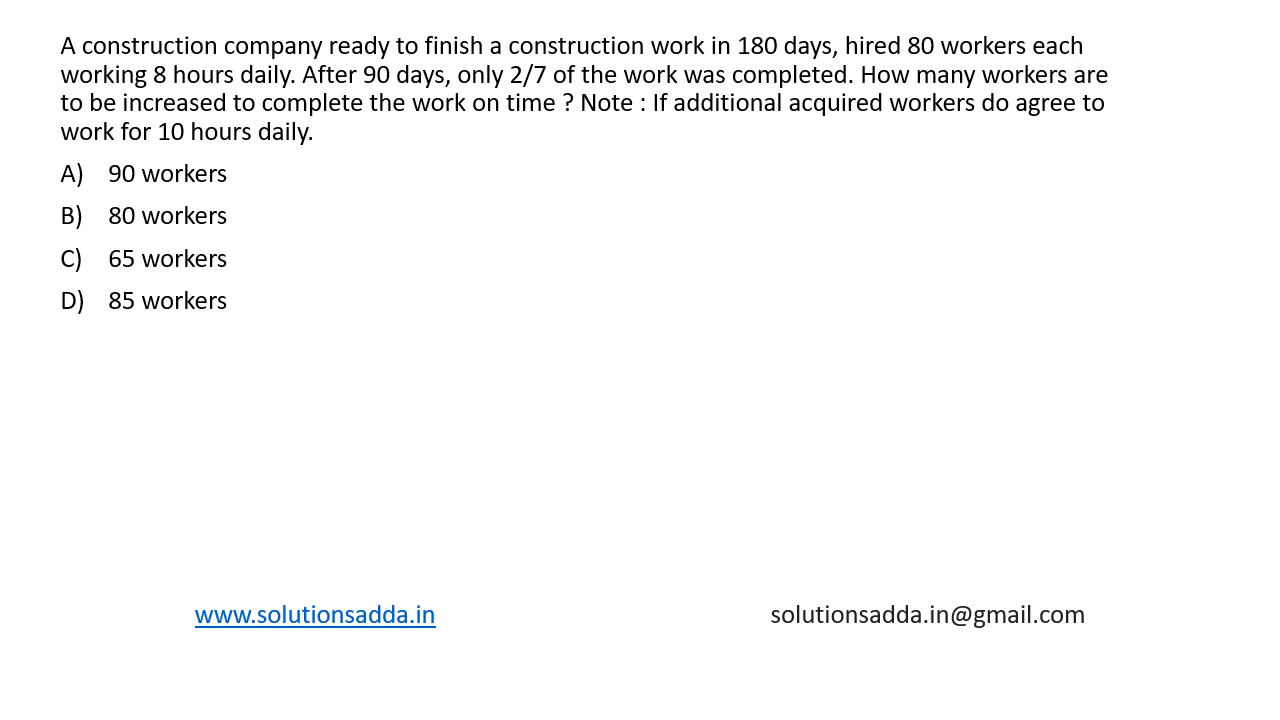 A construction company ready to finish a construction work in 180 days, hired 80 workers each
working 8 hours daily. After 90 days, only 2/7 of the work was completed. How many workers are
to be increased to complete the work on time ? Note : If additional acquired workers do agree to
work for 10 hours daily.
A) 90 workers
B) 80 workers
C) 65 workers
D) 85 workers
www.solutionsadda.in solutionsadda.in@gmail.com